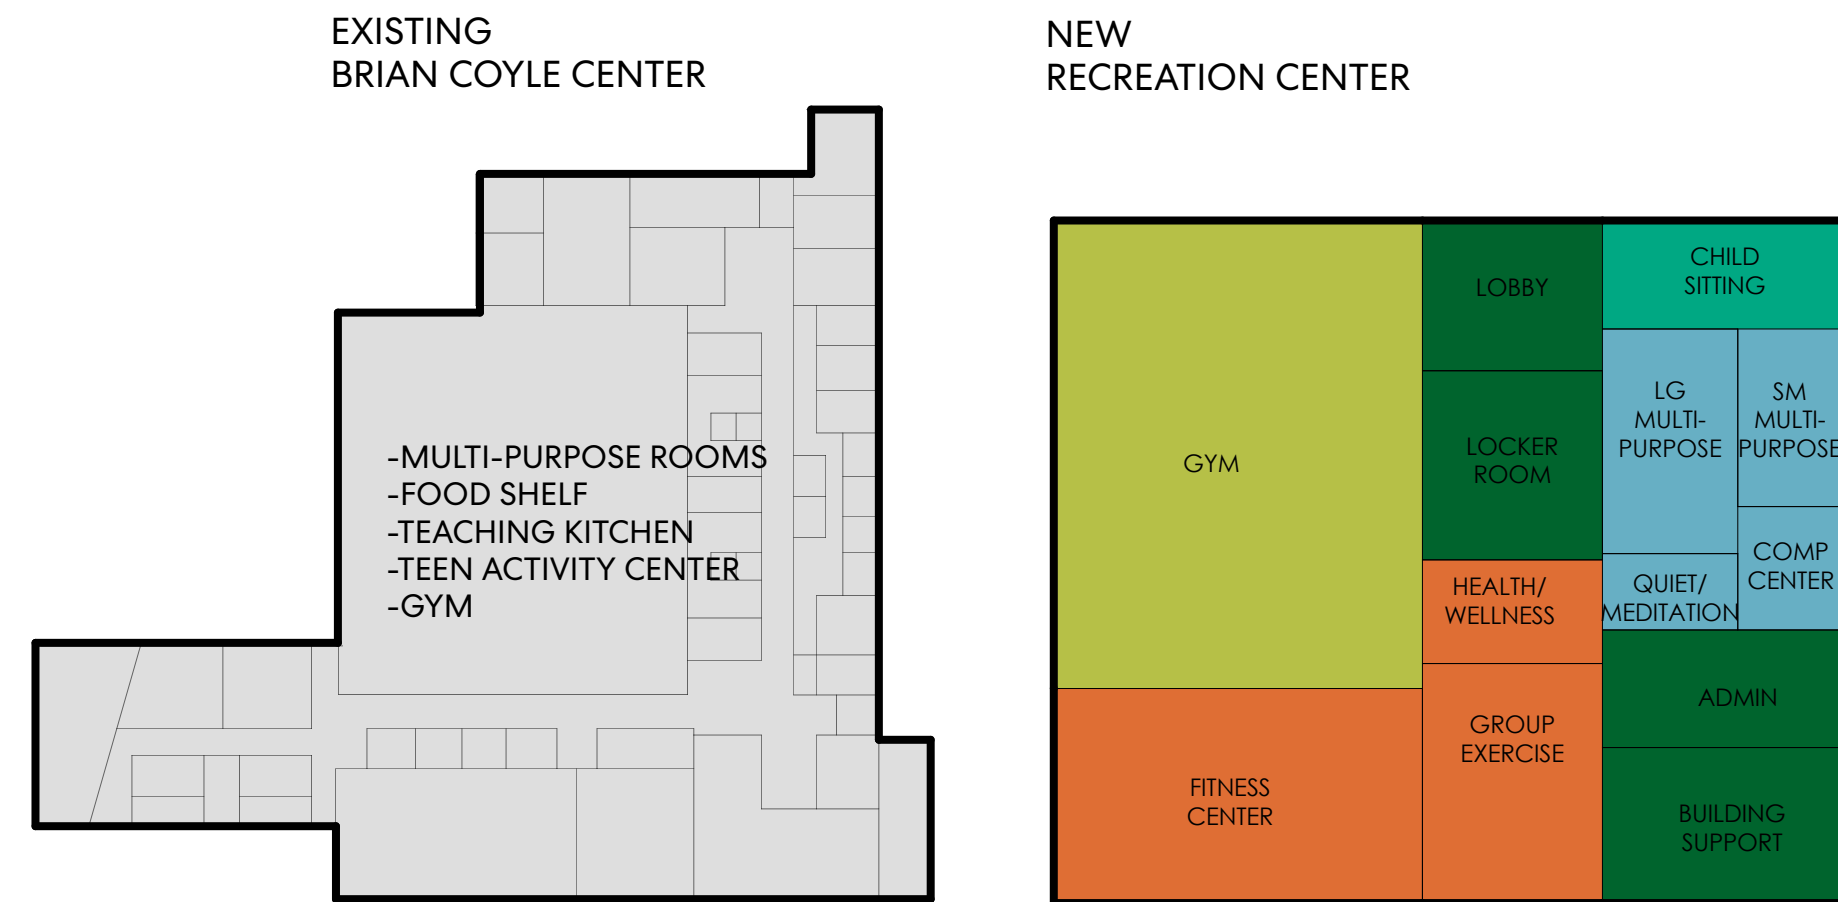 EXISTING
BRIAN COYLE CENTER
NEW
RECREATION CENTER
-MULTI-PURPOSE ROOMS
-FOOD SHELF
-TEACHING KITCHEN
-TEEN ACTIVITY CENTER
-GYM
GYM
FITNESS
CENTER
LOBBY
LOCKER
ROOM
HEALTH/
WELLNESS
GROUP
EXERCISE
CHILD
SITTING
LG
MULTI-
PURPOSE
SM
MULTI-
PURPOSE
QUIET/
MEDITATION
COMP
CENTER
ADMIN
BUILDING
SUPPORT